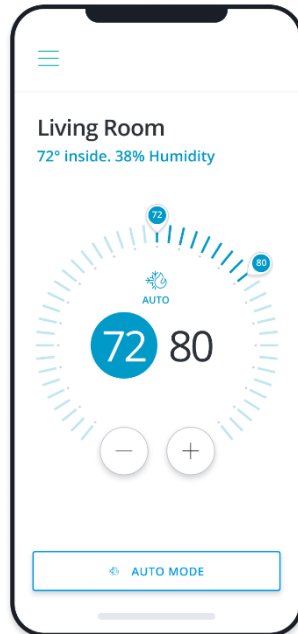 Living Room
72° inside. 38% Humidity
72
80
AUTO
72 80
AUTO MODE